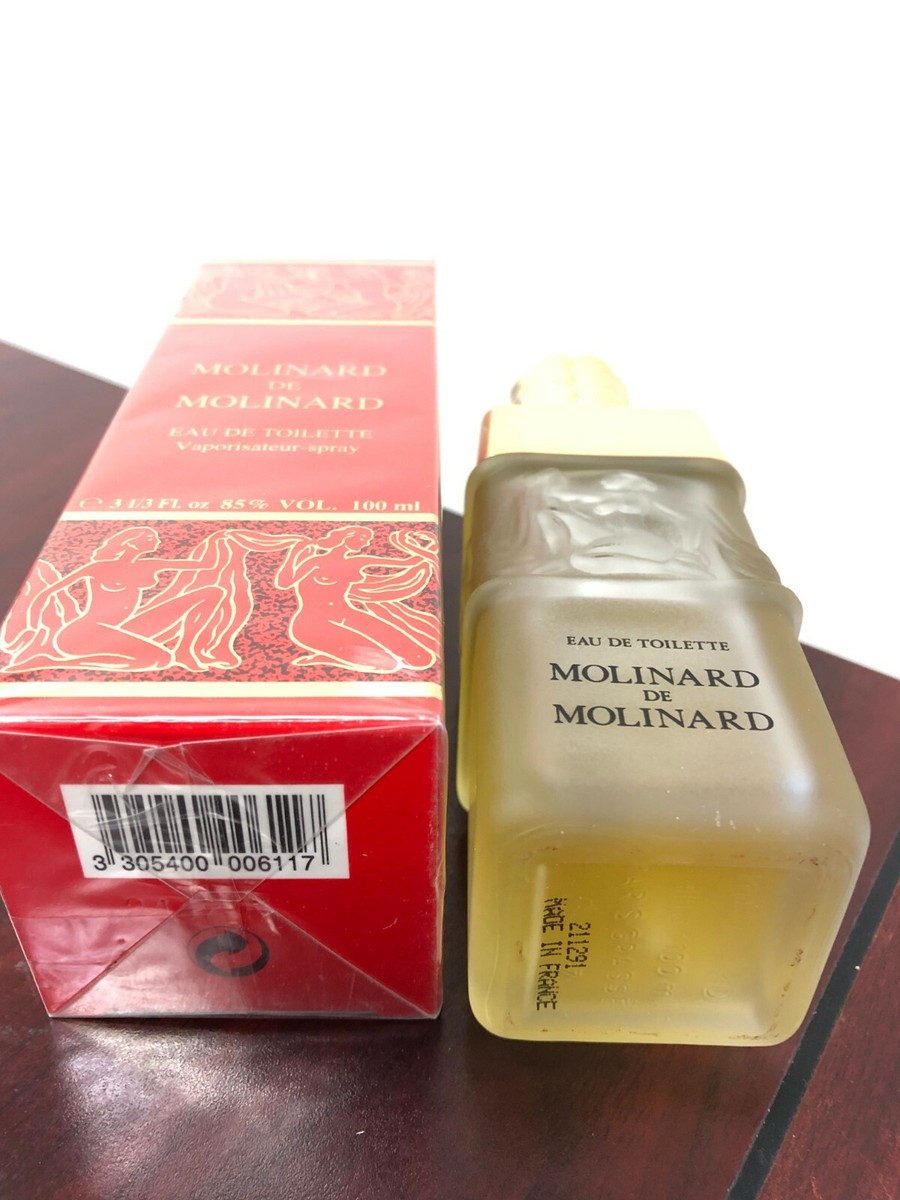 MOLINARD
DE
MOLINARD
EAU DE TOILETTE
Vaporisateur-spray
℮ 3 1/3 Fl. oz 85% VOL. 100 ml
3 305400 006117
EAU DE TOILETTE
MOLINARD
DE
MOLINARD
211291
MADE IN FRANCE